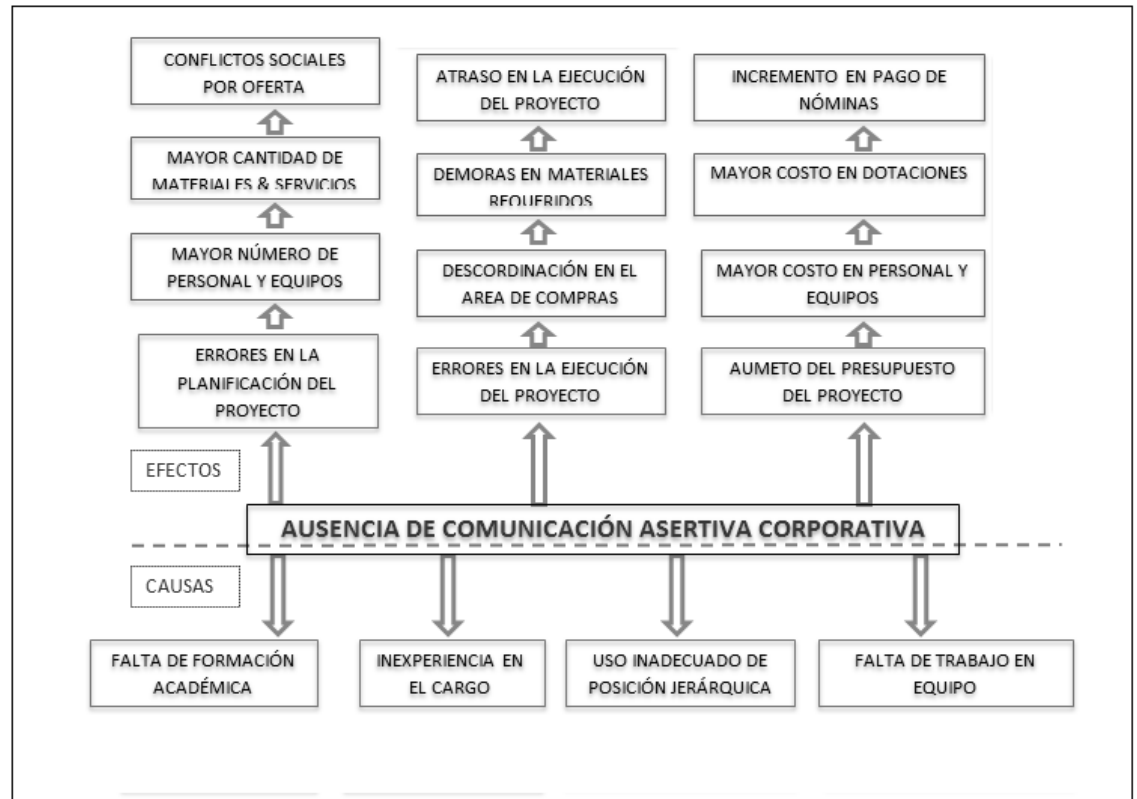 CONFLICTOS SOCIALES
POR OFERTA
ATRASO EN LA EJECUCIÓN
DEL PROYECTO
INCREMENTO EN PAGO DE
NÓMINAS
MAYOR CANTIDAD DE
MATERIALES & SERVICIOS
DEMORAS EN MATERIALES
REQUERIDOS
MAYOR COSTO EN DOTACIONES
MAYOR NÚMERO DE
PERSONAL Y EQUIPOS
DESCORDINACIÓN EN EL
AREA DE COMPRAS
MAYOR COSTO EN PERSONAL Y
EQUIPOS
ERRORES EN LA
PLANIFICACIÓN DEL
PROYECTO
ERRORES EN LA EJECUCIÓN
DEL PROYECTO
AUMETO DEL PRESUPUESTO
DEL PROYECTO
EFECTOS
AUSENCIA DE COMUNICACIÓN ASERTIVA CORPORATIVA
CAUSAS
FALTA DE FORMACIÓN
ACADÉMICA
INEXPERIENCIA EN
EL CARGO
USO INADECUADO DE
POSICIÓN JERÁRQUICA
FALTA DE TRABAJO EN
EQUIPO